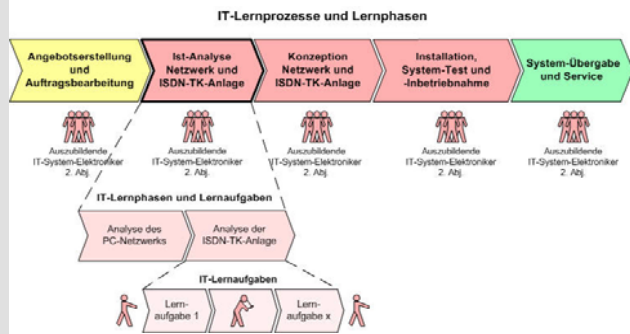 IT-Lernprozesse und Lernphasen
Angebotserstellung
und
Auftragsbearbeitung
Ist-Analyse
Netzwerk und
ISDN-TK-Anlage
Konzeption
Netzwerk und
ISDN-TK-Anlage
Installation,
System-Test und
-Inbetriebnahme
System-Übergabe
und Service
Auszubildende
IT-System-Elektroniker
2. Abj.
Auszubildende
IT-System-Elektroniker
2. Abj.
Auszubildende
IT-System-Elektroniker
2. Abj.
Auszubildende
IT-System-Elektroniker
2. Abj.
Auszubildende
IT-System-Elektroniker
2. Abj.
IT-Lernphasen und Lernaufgaben
Analyse des
PC-Netzwerks
Analyse der
ISDN-TK-Anlage
IT-Lernaufgaben
Lern-
aufgabe 1
Lern-
aufgabe x